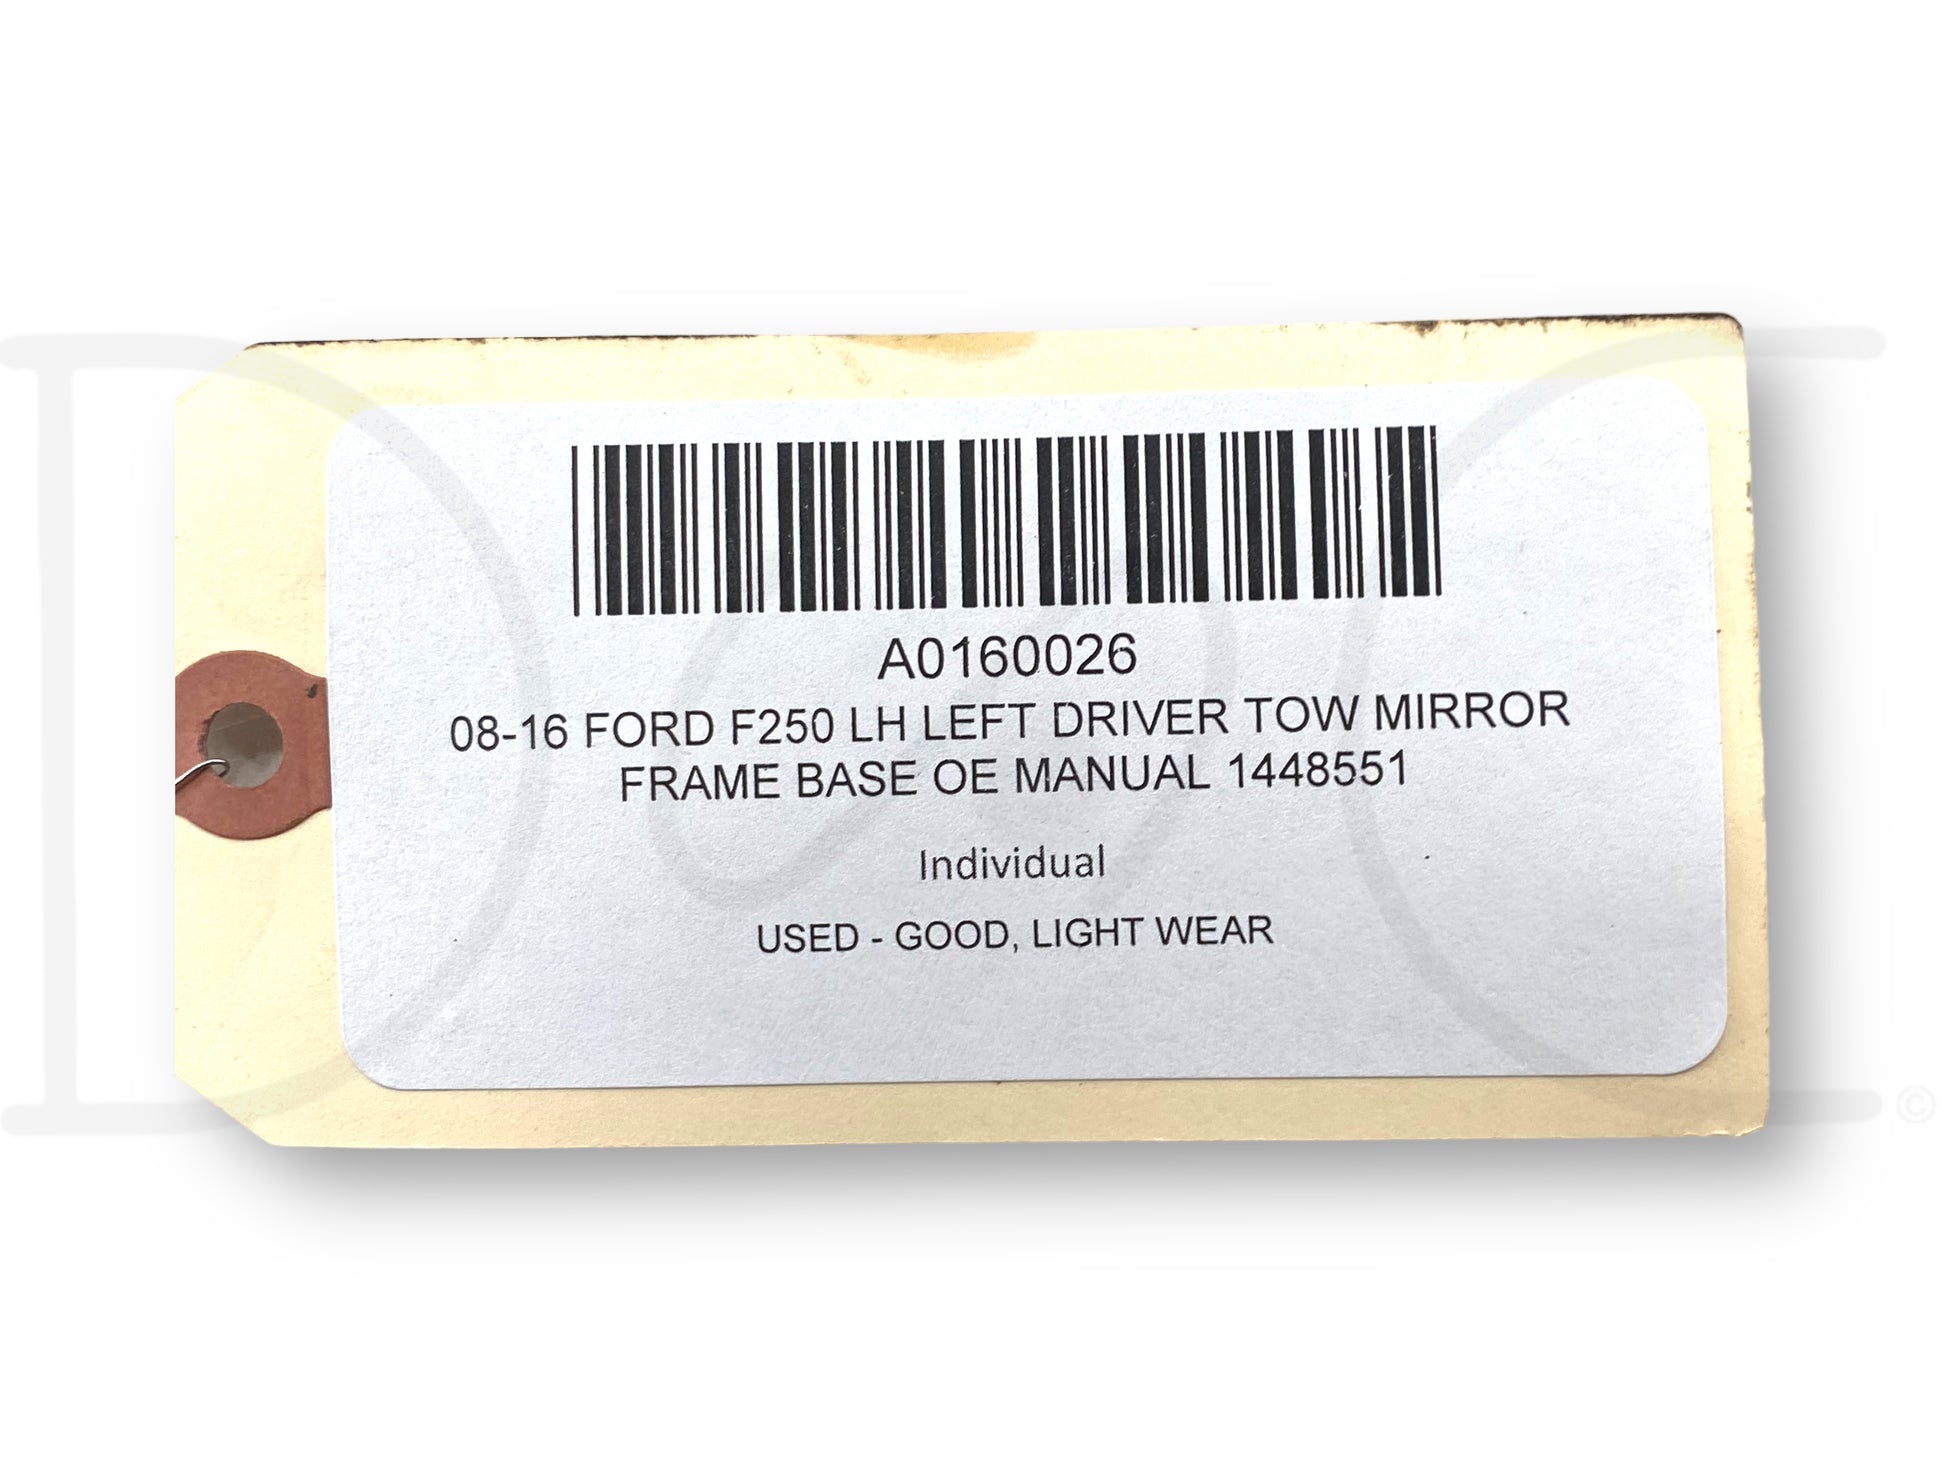 A0160026
08-16 FORD F250 LH LEFT DRIVER TOW MIRROR
FRAME BASE OE MANUAL 1448551
Individual
USED - GOOD, LIGHT WEAR
©